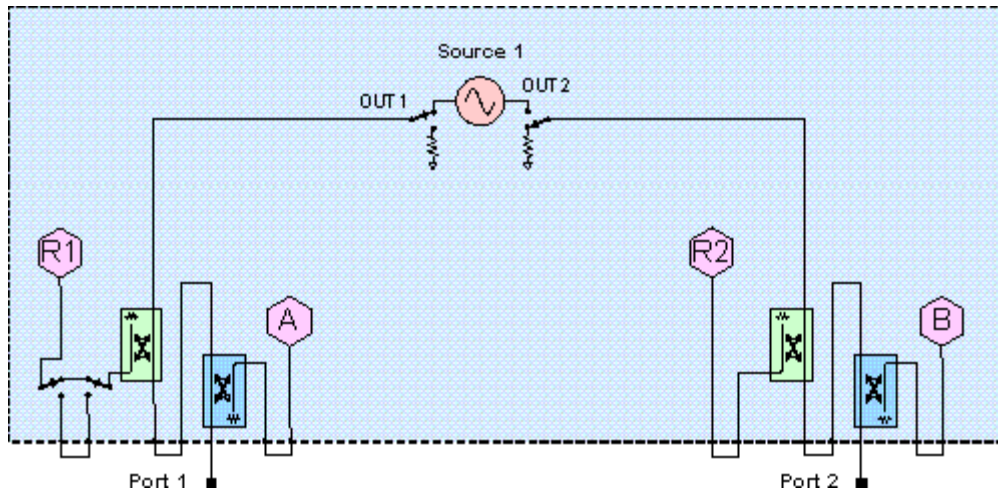 Source 1
OUT 1
OUT 2
R1
R2
A
B
Port 1
Port 2